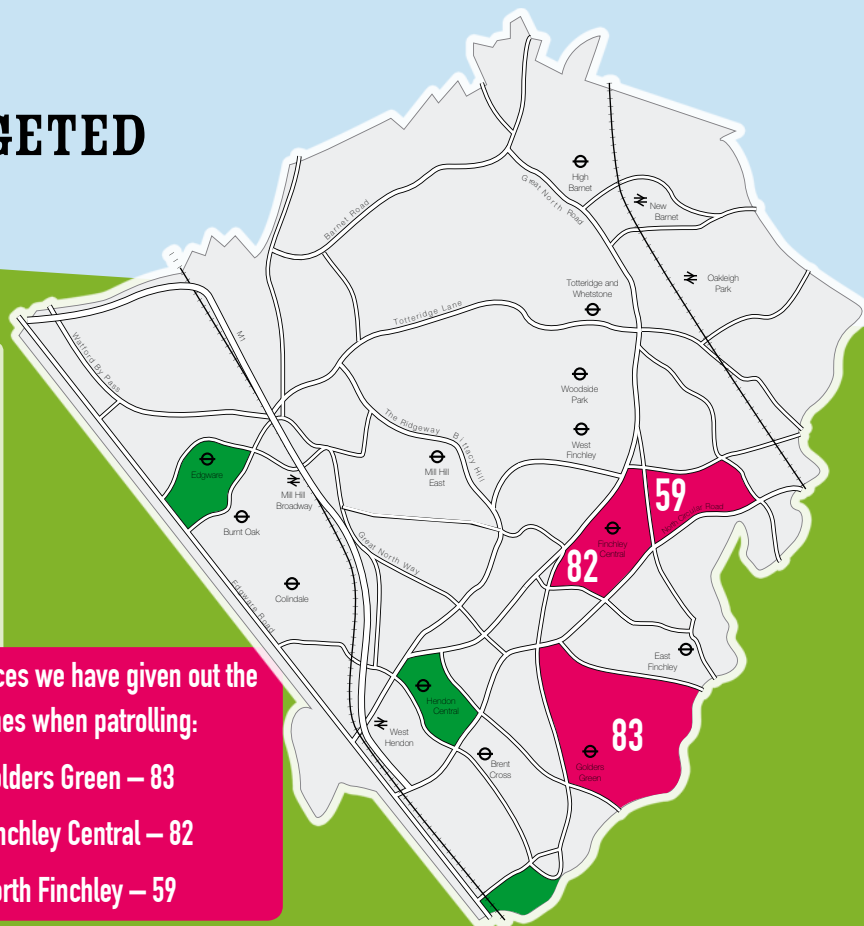 GETED
High
Barnet
Great North Road
New
Barnet
Barnet Road
Oakleigh
Park
Totteridge and
Whetstone
Totteridge Lane
M1
Watford By Pass
Woodside
Park
The Ridgeway
Bittacy Hill
West
Finchley
Edgware
Mill Hill
East
Mill Hill
Broadway
59
North Circular Road
Burnt Oak
Finchley
Central
Great North Way
82
Colindale
Edgware Road
East
Finchley
ces we have given out the
nes when patrolling:
olders Green – 83
nchley Central – 82
orth Finchley – 59
Hendon
Central
West
Hendon
83
Brent
Cross
Golders
Green